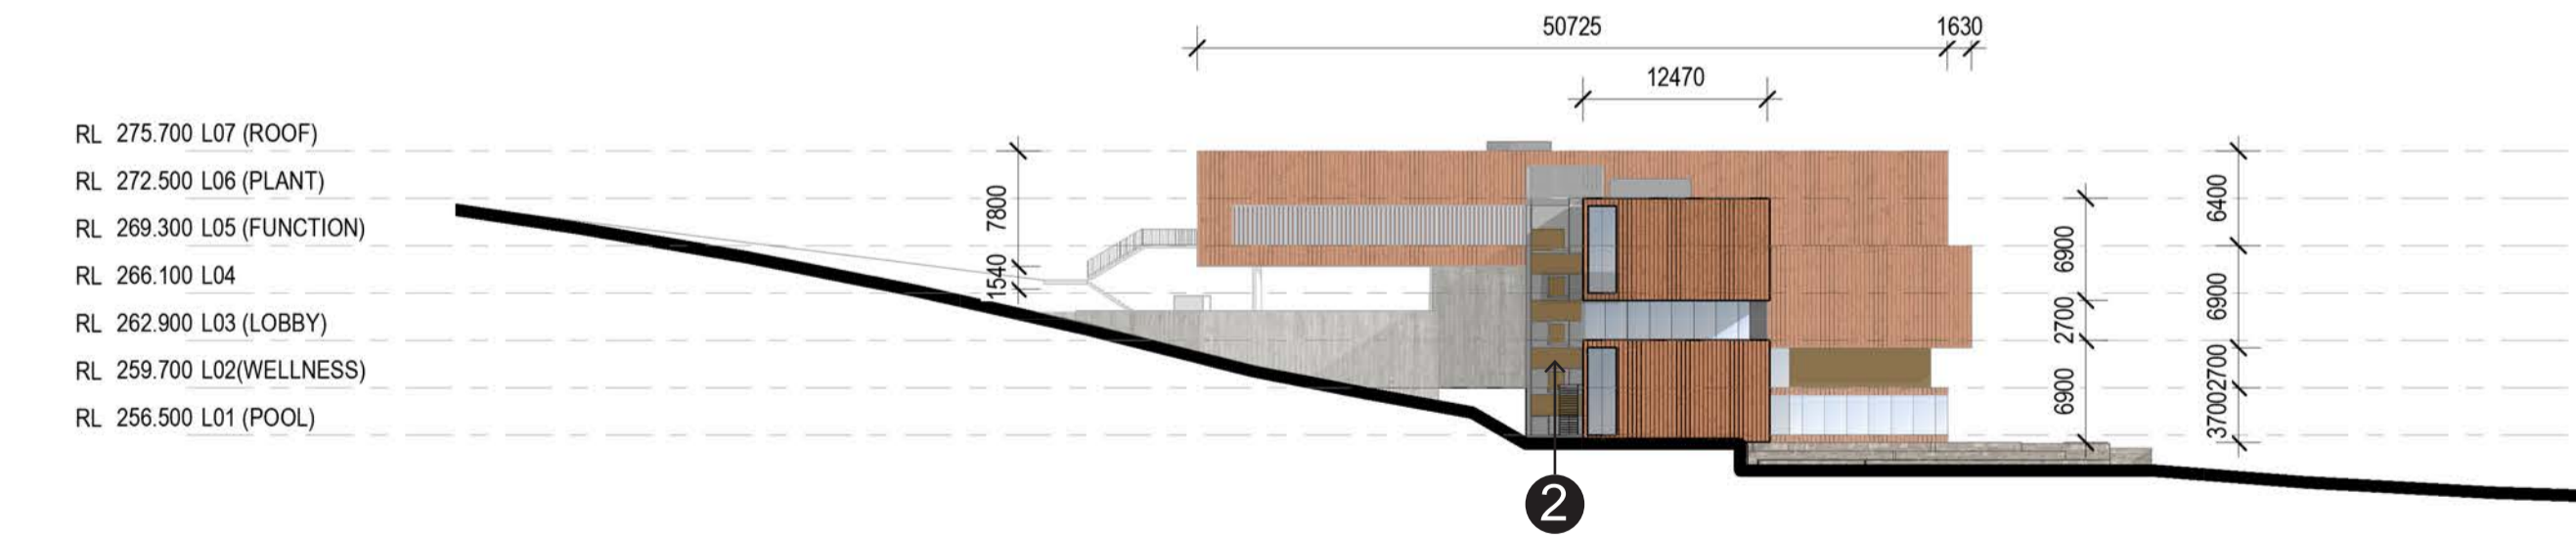 50725
1630
12470
RL 275.700 L07 (ROOF)
RL 272.500 L06 (PLANT)
RL 269.300 L05 (FUNCTION)
RL 266.100 L04
RL 262.900 L03 (LOBBY)
RL 259.700 L02(WELLNESS)
RL 256.500 L01 (POOL)
7800
1540
6900
2700
6900
6400
6900
2700
3700
2